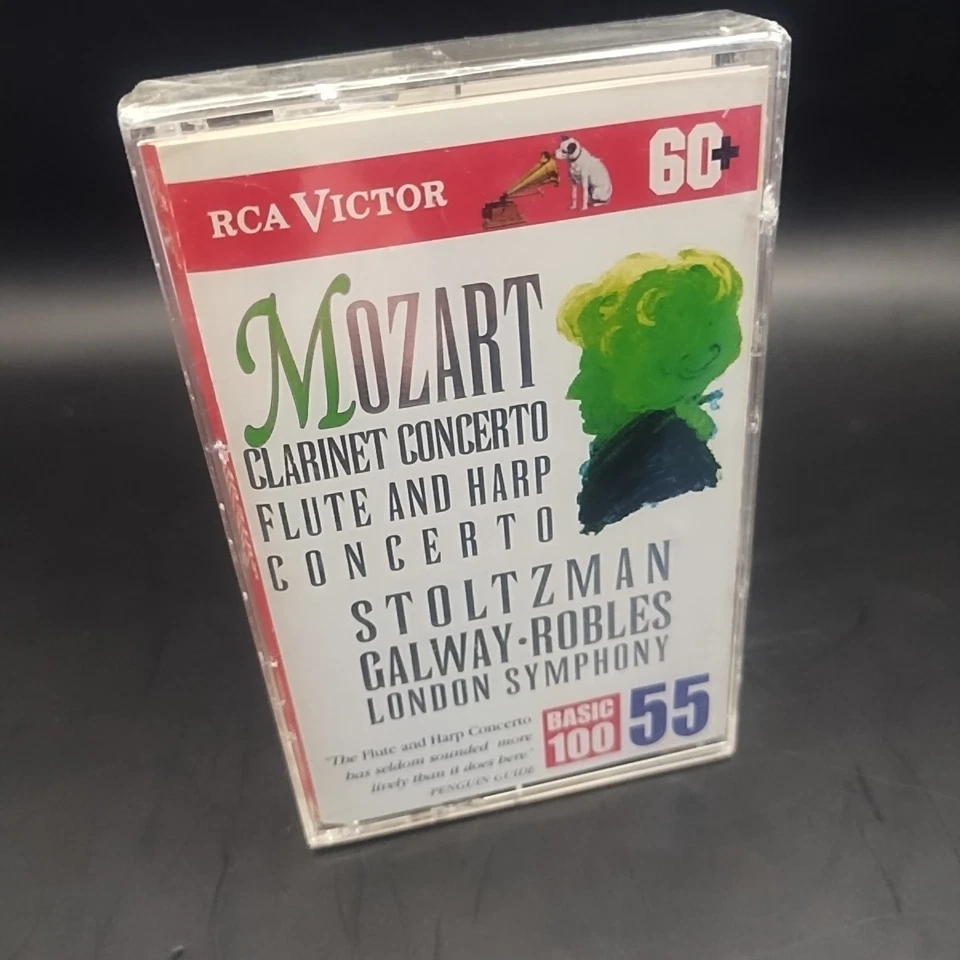 RCA VICTOR
60+
MOZART
CLARINET CONCERTO
FLUTE AND HARP
CONCERTO
STOLTZMAN
GALWAY·ROBLES
LONDON SYMPHONY
"The Flute and Harp Concerto
has seldom sounded more
lively than it does here."
PENGUIN GUIDE
BASIC
100
55